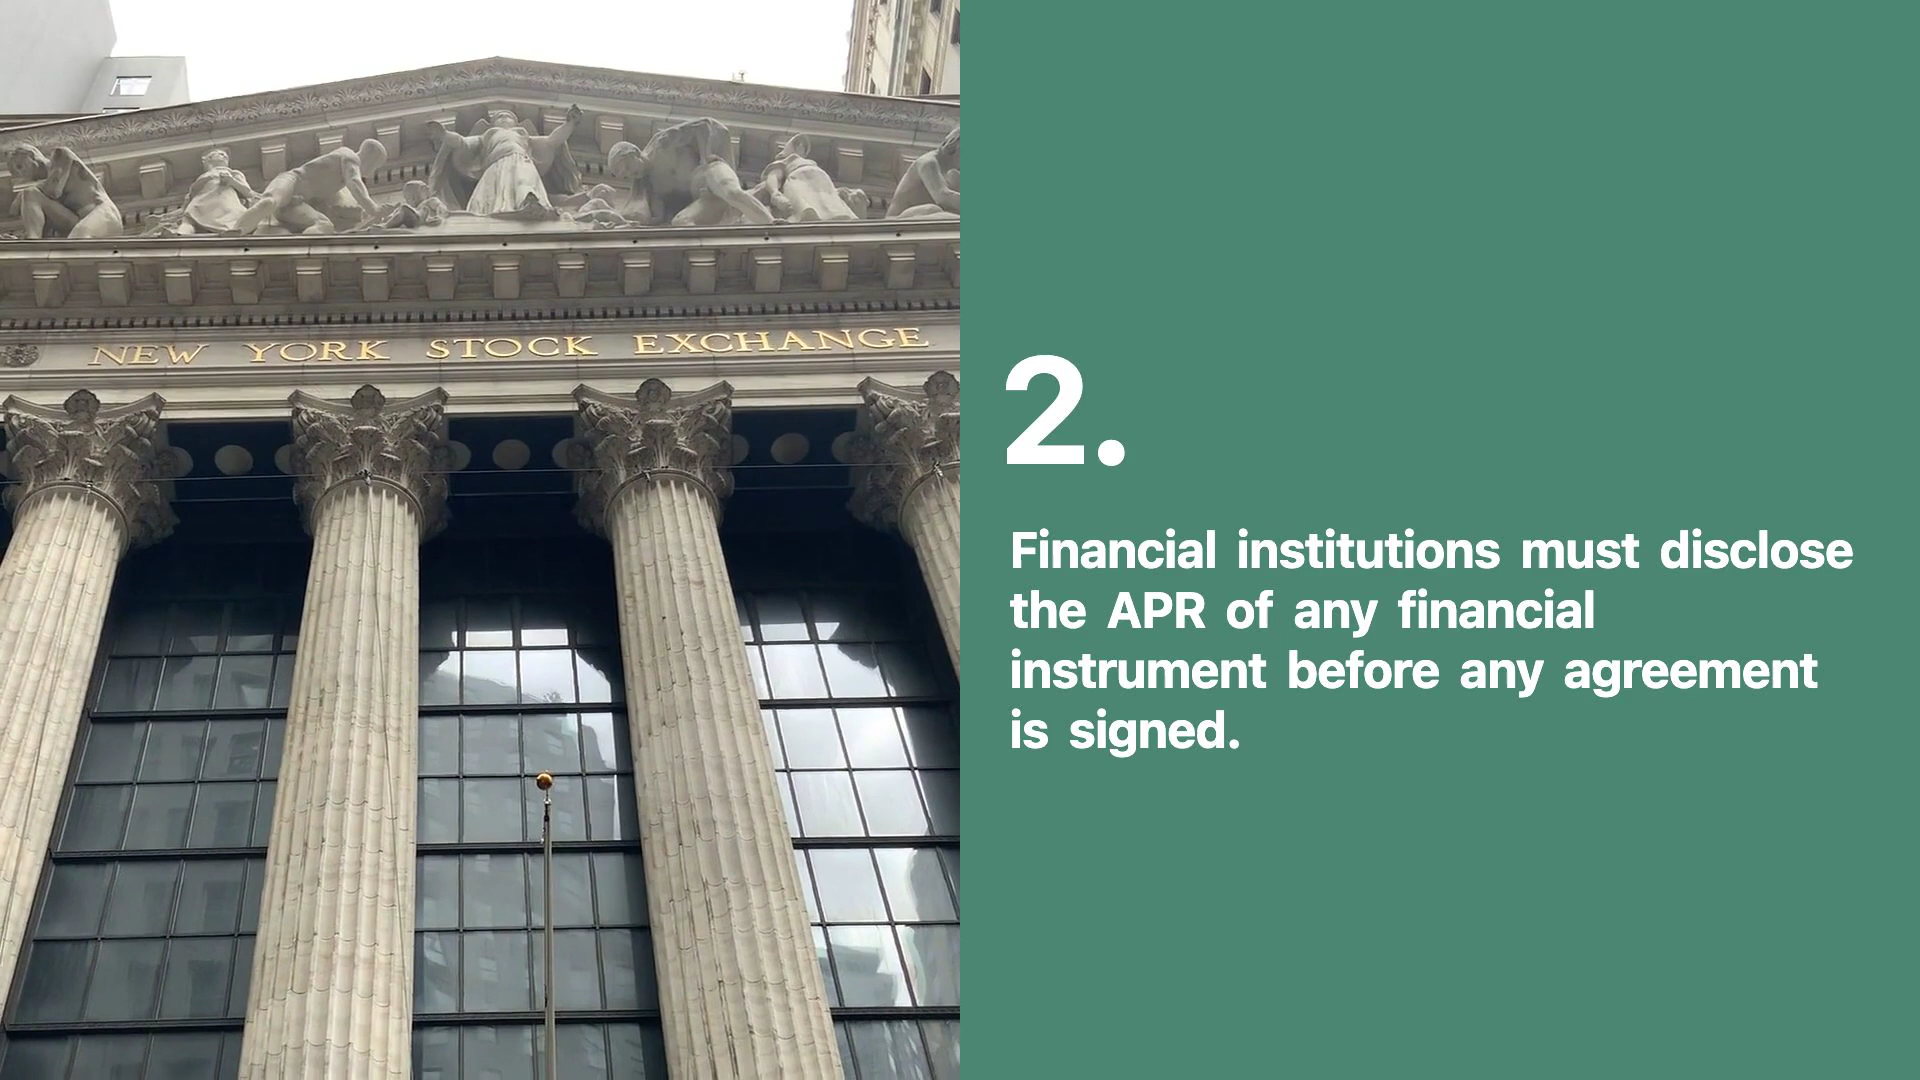 NEW YORK STOCK EXCHANGE
2.
Financial institutions must disclose
the APR of any financial
instrument before any agreement
is signed.